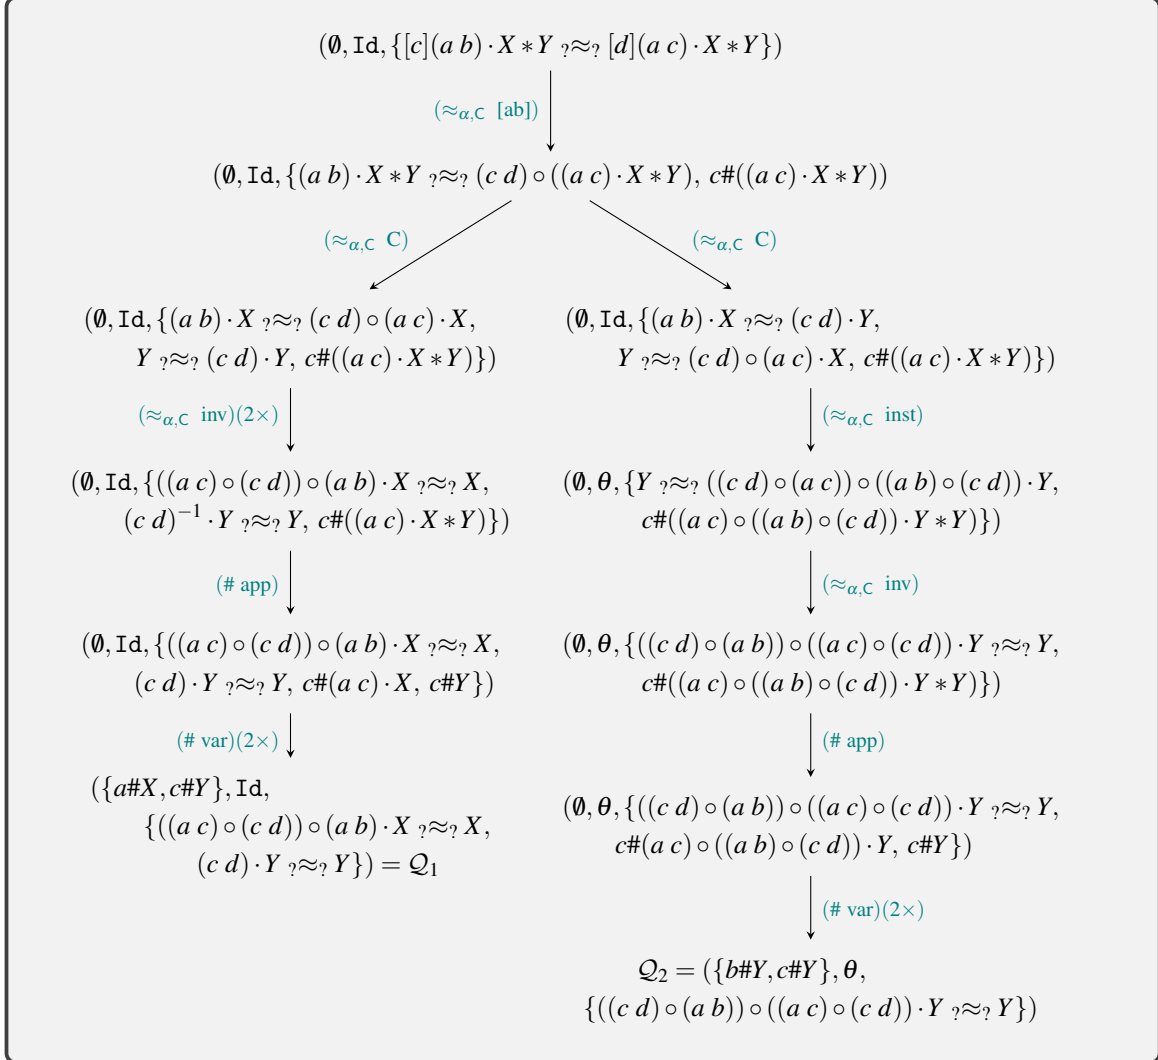 (∅, Id, {[c](a b)·X ∗ Y ?≈? [d](a c)·X ∗ Y})
(≈α,C [ab])
(∅, Id, {(a b)·X ∗ Y ?≈? (c d) ∘ ((a c)·X ∗ Y), c#((a c)·X ∗ Y))
(≈α,C C) (≈α,C C)
(∅, Id, {(a b)·X ?≈? (c d) ∘ (a c)·X, (∅, Id, {(a b)·X ?≈? (c d)·Y,
Y ?≈? (c d)·Y, c#((a c)·X ∗ Y)}) Y ?≈? (c d) ∘ (a c)·X, c#((a c)·X ∗ Y)})
(≈α,C inv)(2×) (≈α,C inst)
(∅, Id, {((a c) ∘ (c d)) ∘ (a b)·X ?≈? X, (∅, θ, {Y ?≈? ((c d) ∘ (a c)) ∘ ((a b) ∘ (c d))·Y,
(c d)⁻¹·Y ?≈? Y, c#((a c)·X ∗ Y)}) c#((a c) ∘ ((a b) ∘ (c d))·Y ∗ Y)})
(# app) (≈α,C inv)
(∅, Id, {((a c) ∘ (c d)) ∘ (a b)·X ?≈? X, (∅, θ, {((c d) ∘ (a b)) ∘ ((a c) ∘ (c d))·Y ?≈? Y,
(c d)·Y ?≈? Y, c#(a c)·X, c#Y}) c#((a c) ∘ ((a b) ∘ (c d))·Y ∗ Y)})
(# var)(2×) (# app)
({a#X, c#Y}, Id,
{((a c) ∘ (c d)) ∘ (a b)·X ?≈? X, (∅, θ, {((c d) ∘ (a b)) ∘ ((a c) ∘ (c d))·Y ?≈? Y,
(c d)·Y ?≈? Y}) = 𝒬₁ c#(a c) ∘ ((a b) ∘ (c d))·Y, c#Y})
(# var)(2×)
𝒬₂ = ({b#Y, c#Y}, θ,
{((c d) ∘ (a b)) ∘ ((a c) ∘ (c d))·Y ?≈? Y})